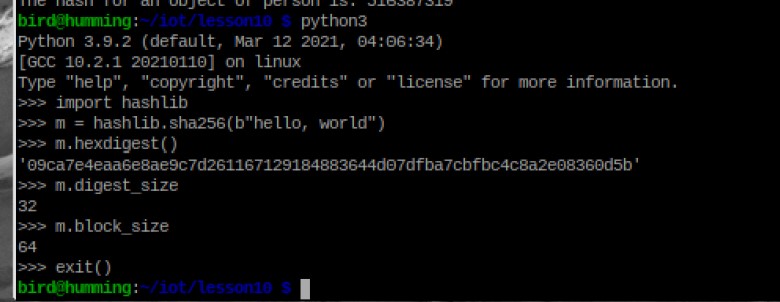 The hash for an object of person is: 516387319
bird@humming:~/iot/lesson10 $ python3
Python 3.9.2 (default, Mar 12 2021, 04:06:34)
[GCC 10.2.1 20210110] on linux
Type "help", "copyright", "credits" or "license" for more information.
>>> import hashlib
>>> m = hashlib.sha256(b"hello, world")
>>> m.hexdigest()
'09ca7e4eaa6e8ae9c7d261167129184883644d07dfba7cbfbc4c8a2e08360d5b'
>>> m.digest_size
32
>>> m.block_size
64
>>> exit()
bird@humming:~/iot/lesson10 $